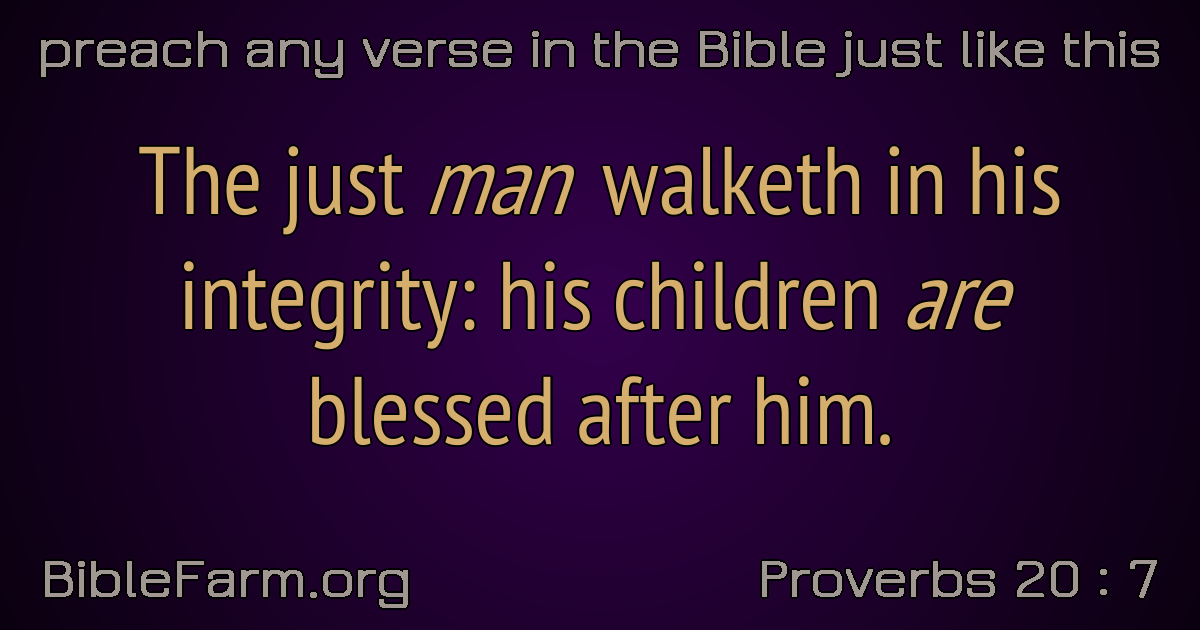 preach any verse in the Bible just like this
The just man walketh in his
integrity: his children are
blessed after him.
BibleFarm.org
Proverbs 20 : 7